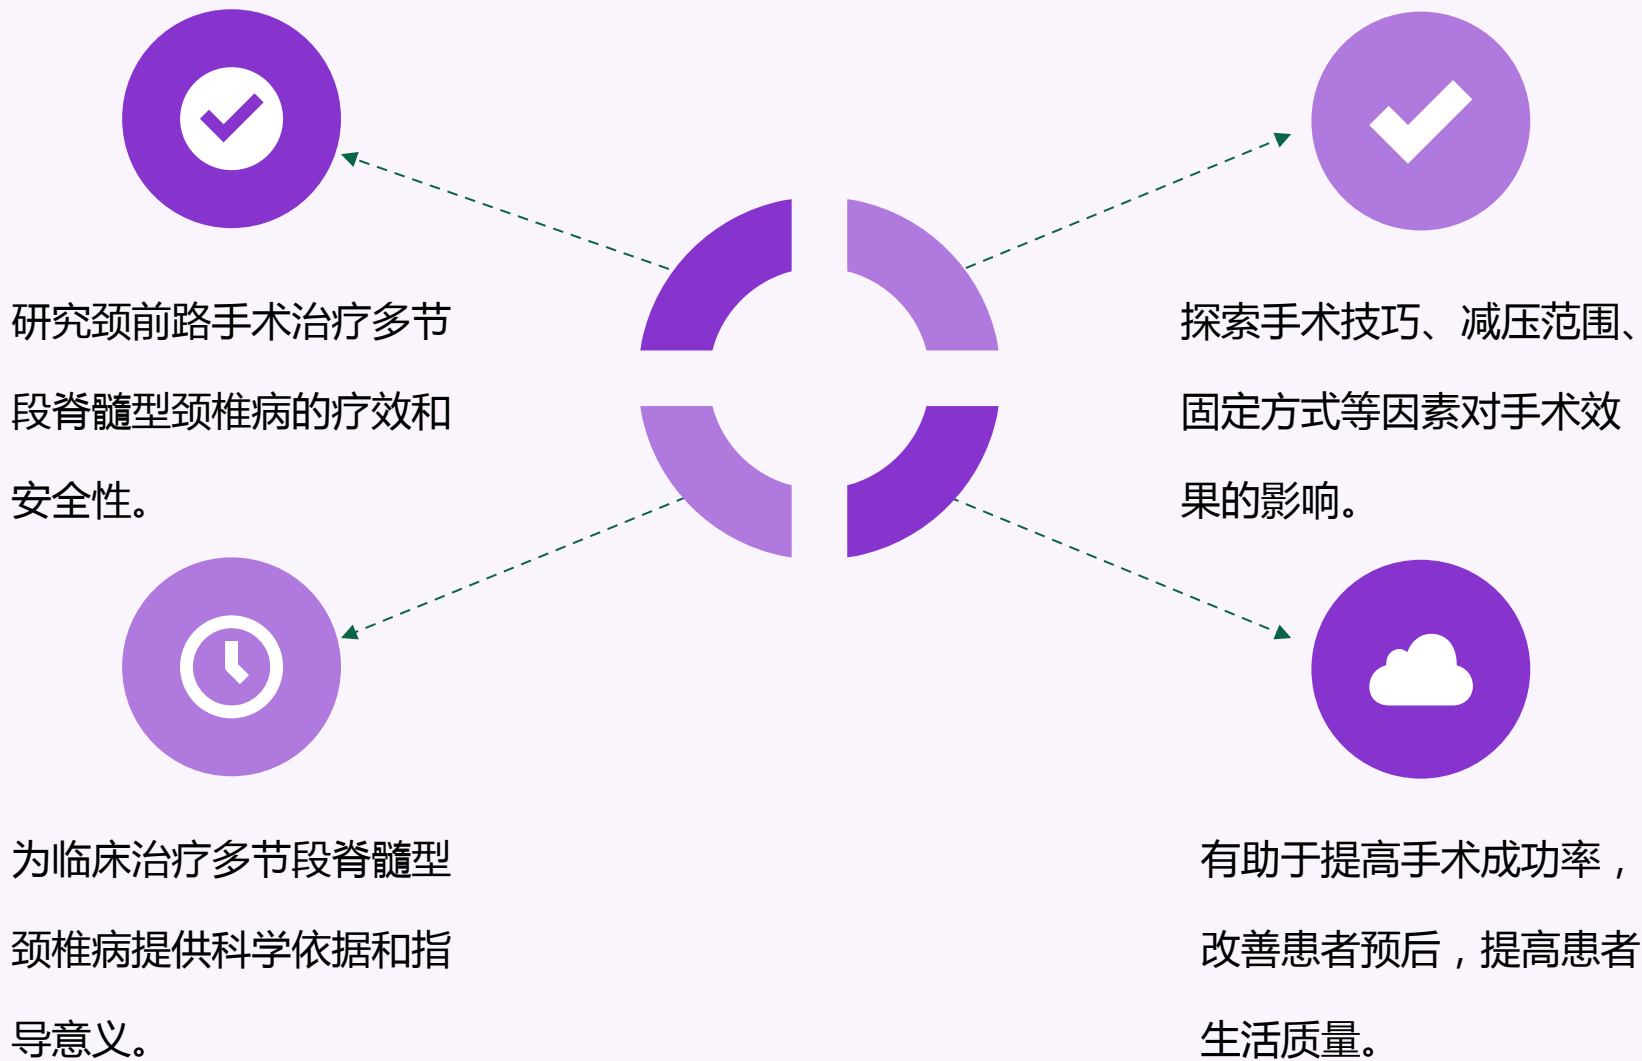 研究颈前路手术治疗多节
段脊髓型颈椎病的疗效和
安全性。
探索手术技巧、减压范围、
固定方式等因素对手术效
果的影响。
为临床治疗多节段脊髓型
颈椎病提供科学依据和指
导意义。
有助于提高手术成功率，
改善患者预后，提高患者
生活质量。